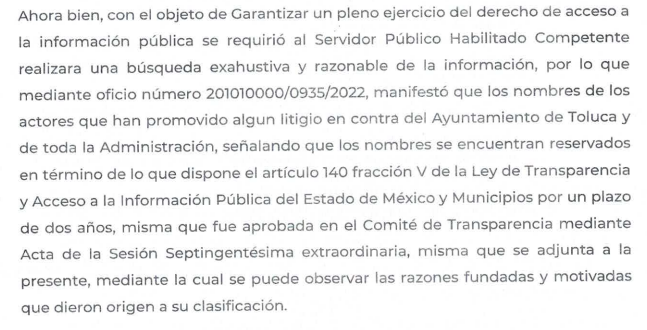 Ahora bien, con el objeto de Garantizar un pleno ejercicio del derecho de acceso a
la información pública se requirió al Servidor Público Habilitado Competente
realizara una búsqueda exahustiva y razonable de la información, por lo que
mediante oficio número 201010000/0935/2022, manifestó que los nombres de los
actores que han promovido algun litigio en contra del Ayuntamiento de Toluca y
de toda la Administración, señalando que los nombres se encuentran reservados
en término de lo que dispone el artículo 140 fracción V de la Ley de Transparencia
y Acceso a la Información Pública del Estado de México y Municipios por un plazo
de dos años, misma que fue aprobada en el Comité de Transparencia mediante
Acta de la Sesión Septingentésima extraordinaria, misma que se adjunta a la
presente, mediante la cual se puede observar las razones fundadas y motivadas
que dieron origen a su clasificación.